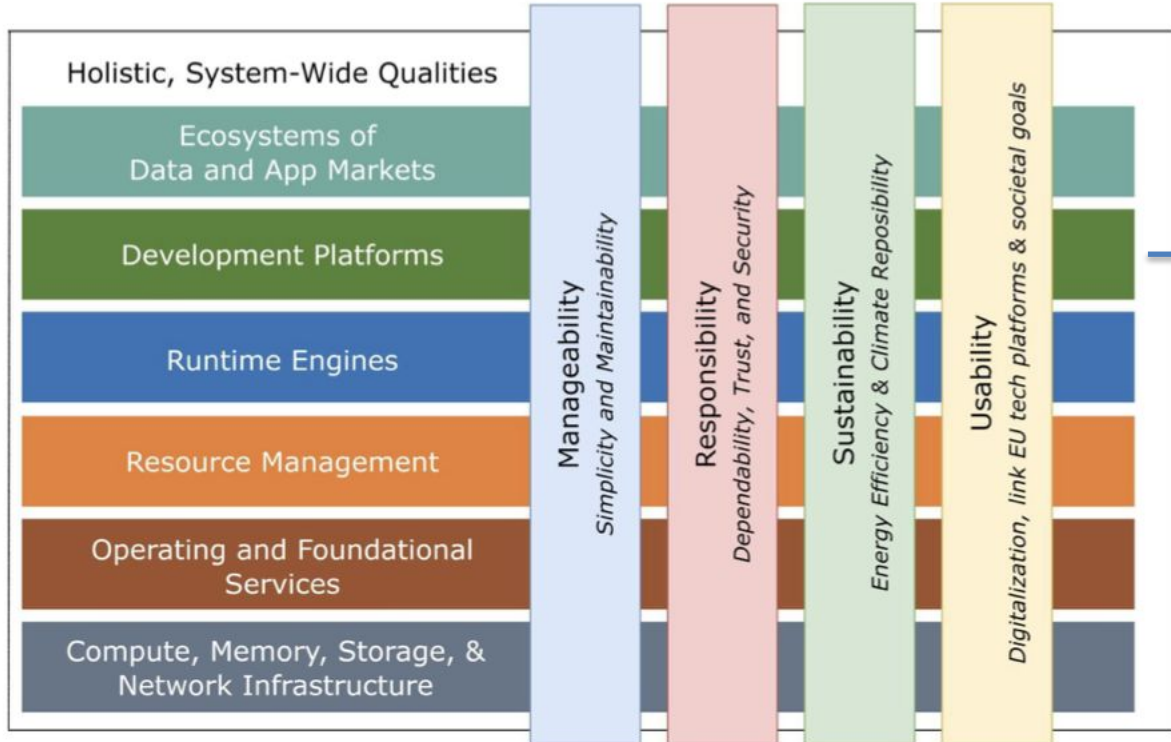 Holistic, System-Wide Qualities
Ecosystems of
Data and App Markets
Development Platforms
Runtime Engines
Resource Management
Operating and Foundational
Services
Compute, Memory, Storage, &
Network Infrastructure
Manageability
Simplicity and Maintainability
Responsibility
Dependability, Trust, and Security
Sustainability
Energy Efficiency & Climate Reposibility
Usability
Digitalization, link EU tech platforms & societal goals